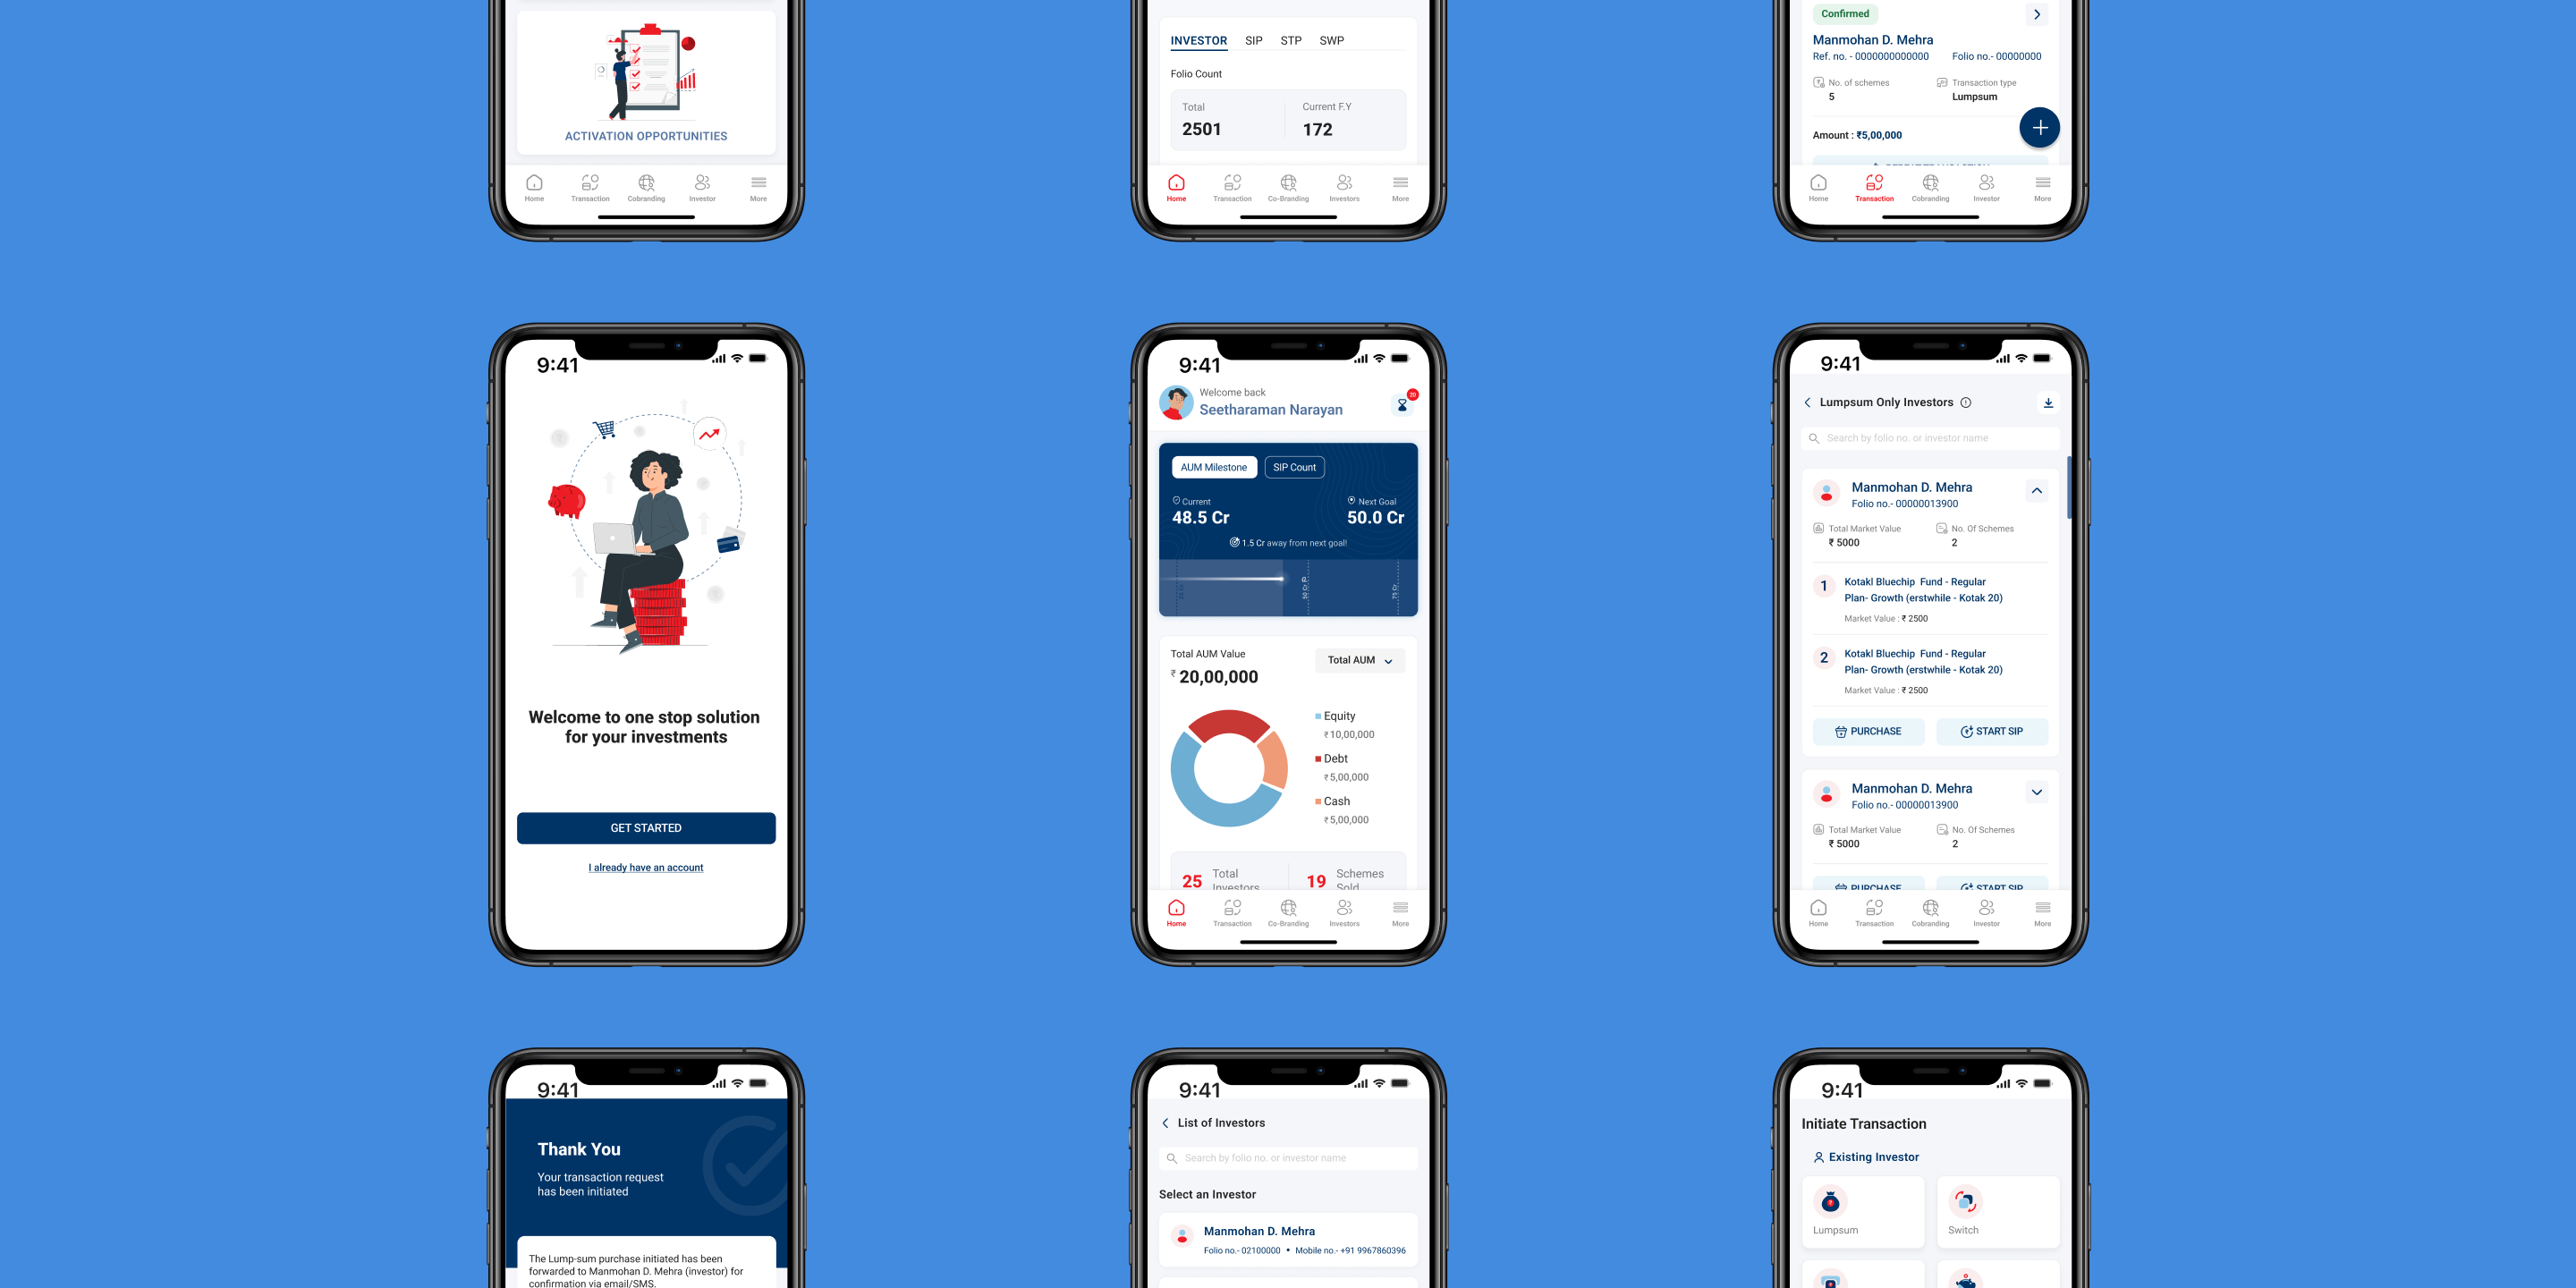 ACTIVATION OPPORTUNITIES
Home Transaction Cobranding Investor More
INVESTOR SIP STP SWP
Folio Count
Total Current F.Y
2501 172
Home Transaction Co-Branding Investors More
Confirmed
Manmohan D. Mehra
Ref. no. - 0000000000000 Folio no.- 00000000
No. of schemes Transaction type
5 Lumpsum
Amount : ₹5,00,000
Home Transaction Cobranding Investor More
9:41
Welcome to one stop solution
for your investments
GET STARTED
I already have an account
9:41
Welcome back
Seetharaman Narayan
20
AUM Milestone SIP Count
Current Next Goal
48.5 Cr 50.0 Cr
1.5 Cr away from next goal!
50 Cr
75 Cr
Total AUM Value
Total AUM
₹ 20,00,000
Equity
₹10,00,000
Debt
₹5,00,000
Cash
₹5,00,000
25 Total Investors 19 Schemes Sold
Home Transaction Co-Branding Investors More
9:41
Lumpsum Only Investors
Search by folio no. or investor name
Manmohan D. Mehra
Folio no.- 00000013900
Total Market Value No. Of Schemes
₹ 5000 2
1 Kotakl Bluechip Fund - Regular
Plan- Growth (erstwhile - Kotak 20)
Market Value : ₹ 2500
2 Kotakl Bluechip Fund - Regular
Plan- Growth (erstwhile - Kotak 20)
Market Value : ₹ 2500
PURCHASE START SIP
Manmohan D. Mehra
Folio no.- 00000013900
Total Market Value No. Of Schemes
₹ 5000 2
PURCHASE START SIP
Home Transaction Cobranding Investor More
9:41
Thank You
Your transaction request
has been initiated
The Lump-sum purchase initiated has been
forwarded to Manmohan D. Mehra (investor) for
confirmation via email/SMS.
9:41
List of Investors
Search by folio no. or investor name
Select an Investor
Manmohan D. Mehra
Folio no.- 02100000 • Mobile no.- +91 9967860396
9:41
Initiate Transaction
Existing Investor
Lumpsum Switch